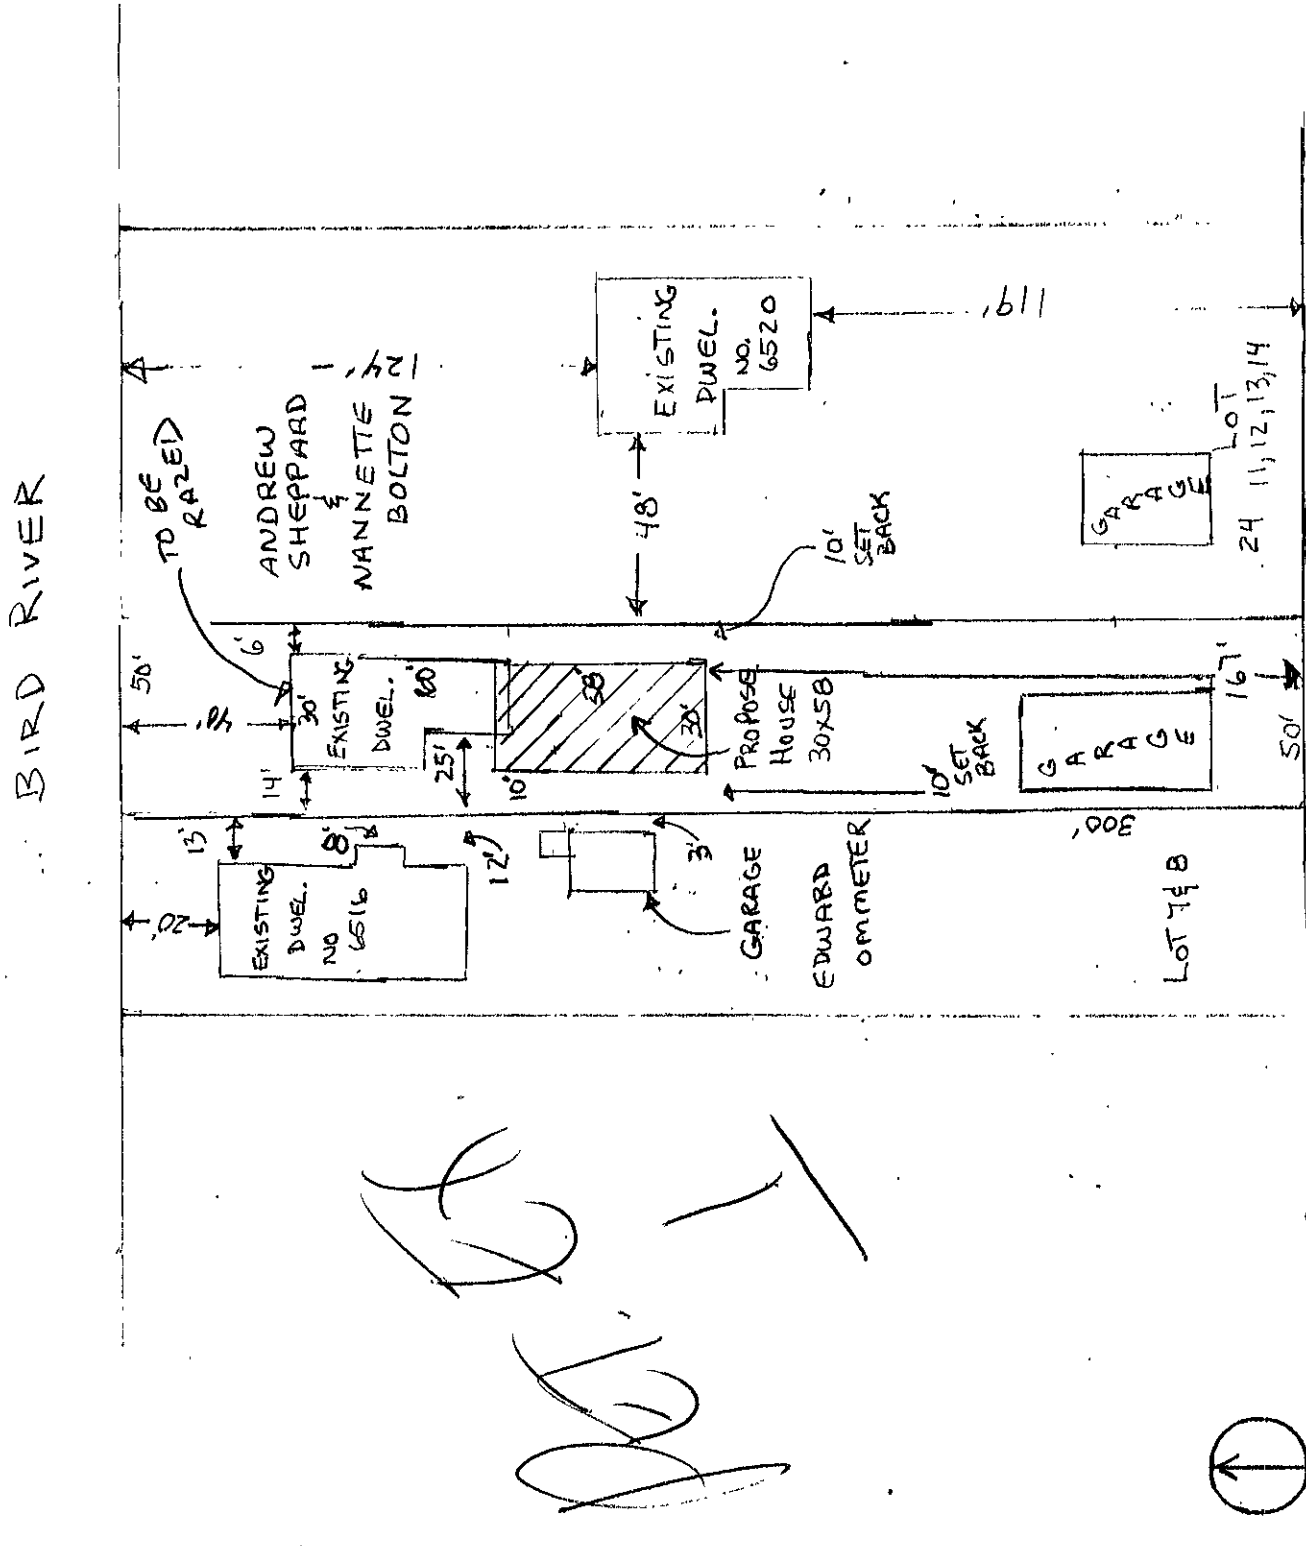 BIRD RIVER
TO BE
RAZED
ANDREW
SHEPPARD
&
NANNETTE
BOLTON
124'
50'
6'
30'
EXISTING
DWEL.
60'
14'
25'
13'
8'
12'
20'
EXISTING
DWEL.
NO
6516
EXISTING
DWEL.
NO.
6520
119'
48'
10'
SET
BACK
58'
30'
10'
PROPOSE
HOUSE
30X58
10'
SET
BACK
3'
GARAGE
EDWARD
OMMETER
GARAGE
GARAGE
LOT
24 11,12,13,14
167'
50'
300'
LOT 7 & 8